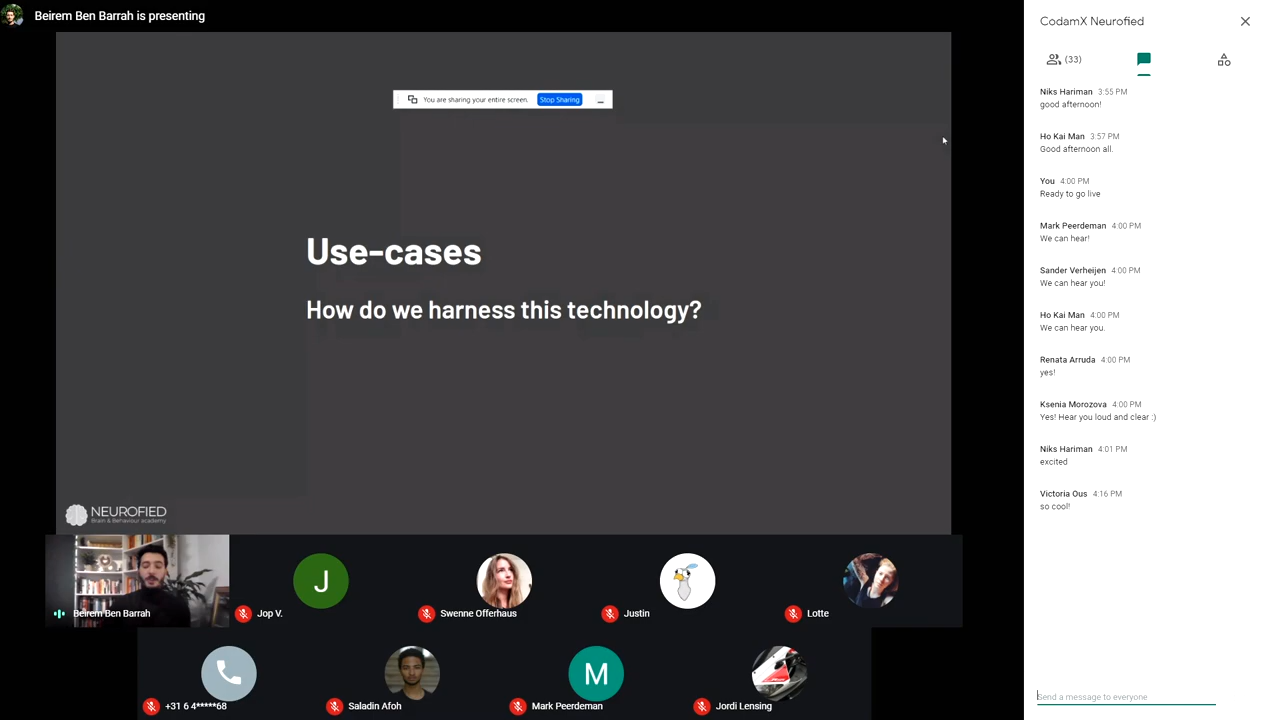 Beirem Ben Barrah is presenting
You are sharing your entire screen.
Stop Sharing
Use-cases
How do we harness this technology?
NEUROFIED
Brain & Behaviour academy
Beirem Ben Barrah
J
Jop V.
Swenne Offerhaus
Justin
Lotte
+31 6 4*****68
Saladin Afoh
M
Mark Peerdeman
Jordi Lensing
CodamX Neurofied
(33)
Niks Hariman 3:55 PM
good afternoon!
Ho Kai Man 3:57 PM
Good afternoon all.
You 4:00 PM
Ready to go live
Mark Peerdeman 4:00 PM
We can hear!
Sander Verheijen 4:00 PM
We can hear you!
Ho Kai Man 4:00 PM
We can hear you.
Renata Arruda 4:00 PM
yes!
Ksenia Morozova 4:00 PM
Yes! Hear you loud and clear :)
Niks Hariman 4:01 PM
excited
Victoria Ous 4:16 PM
so cool!
Send a message to everyone